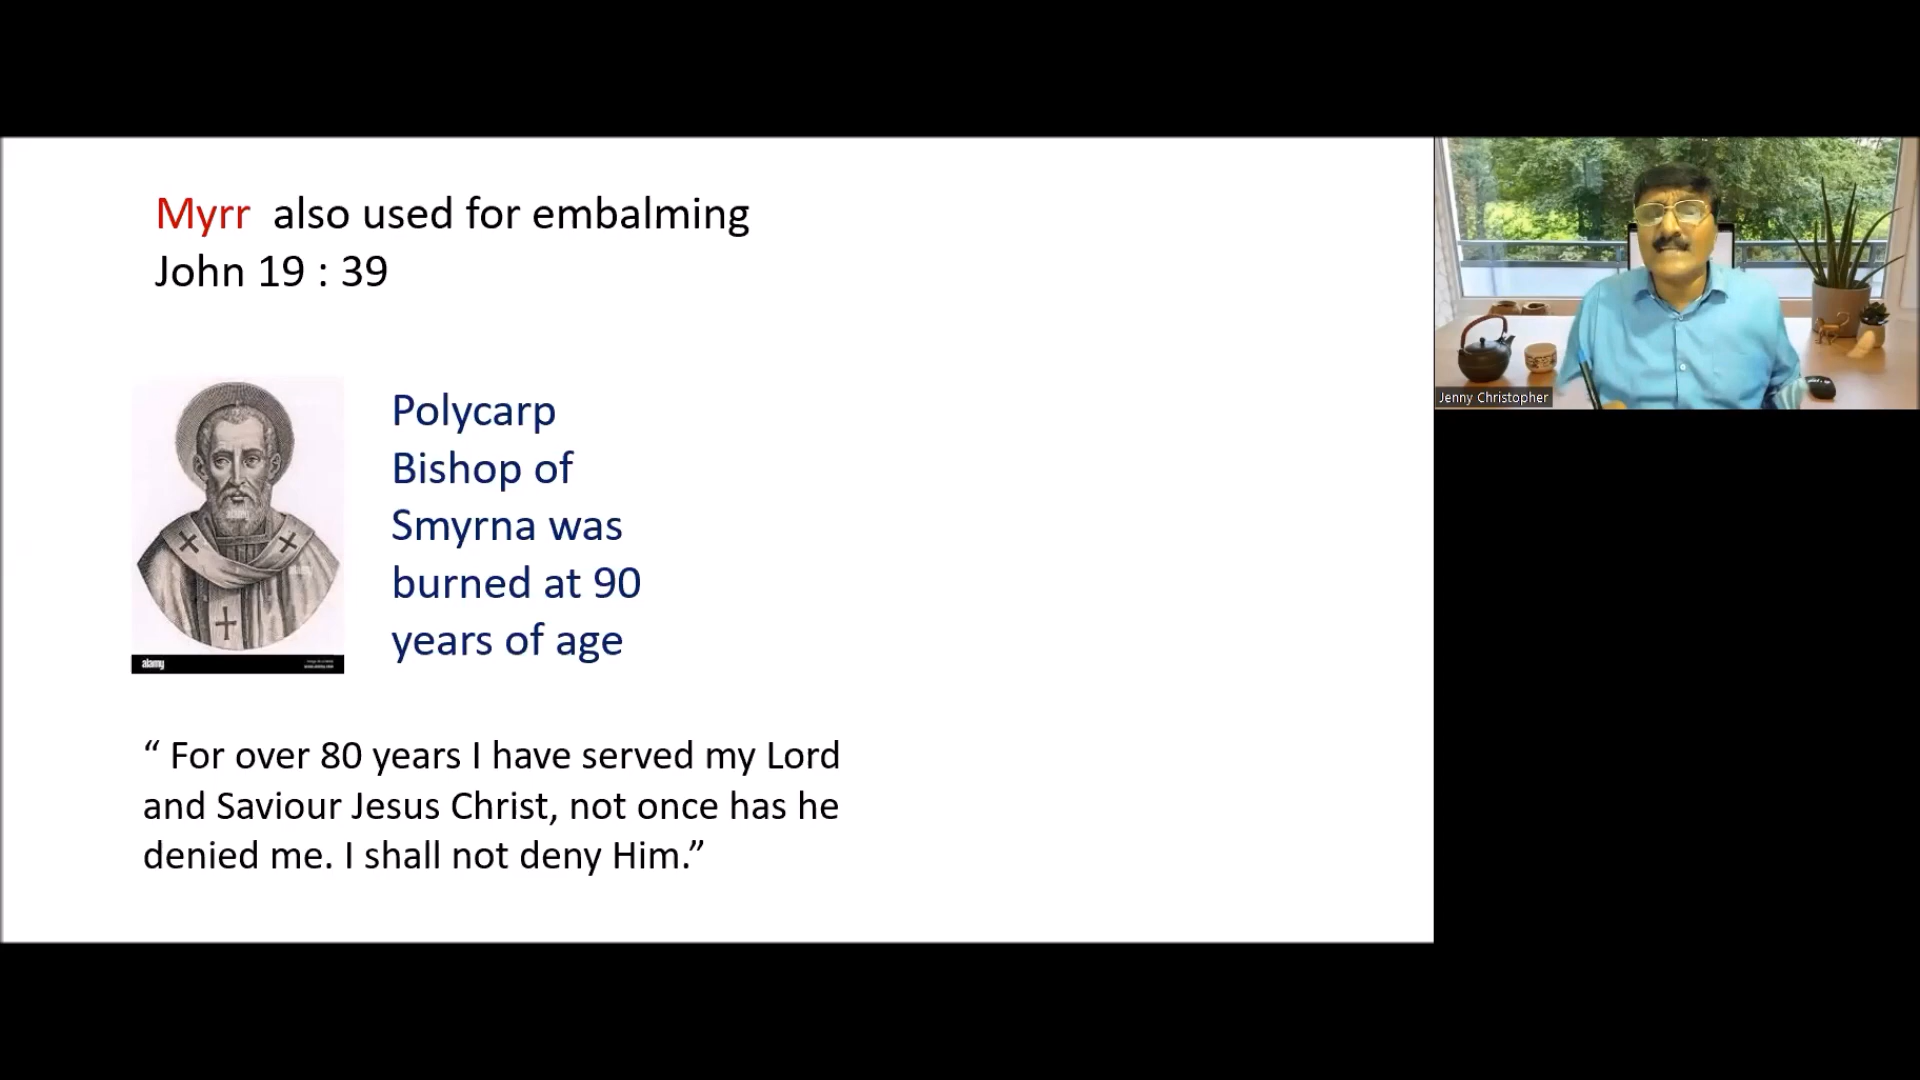 Myrr also used for embalming
John 19 : 39
Polycarp
Bishop of
Smyrna was
burned at 90
years of age
“ For over 80 years I have served my Lord
and Saviour Jesus Christ, not once has he
denied me. I shall not deny Him.”
alamy
Jenny Christopher